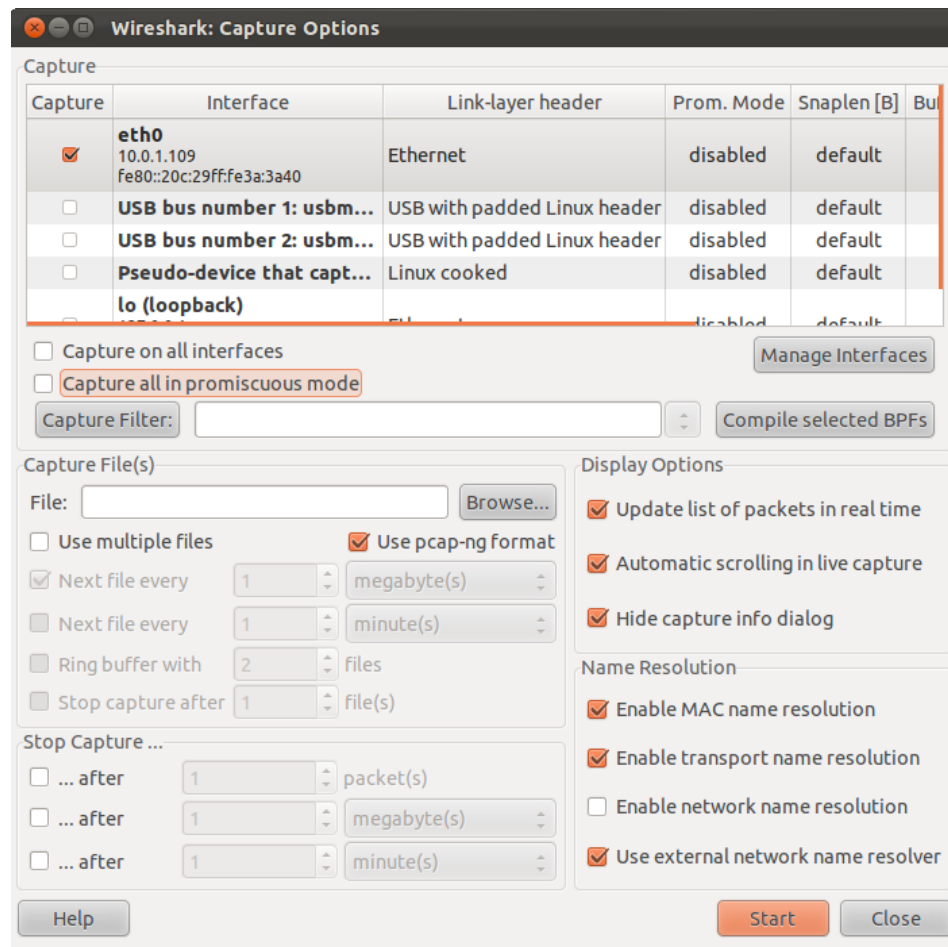 Wireshark: Capture Options
Capture
Capture Interface Link-layer header Prom. Mode Snaplen [B]
eth0
10.0.1.109 Ethernet disabled default
fe80::20c:29ff:fe3a:3a40
USB bus number 1: usbm... USB with padded Linux header disabled default
USB bus number 2: usbm... USB with padded Linux header disabled default
Pseudo-device that capt... Linux cooked disabled default
lo (loopback)
disabled default
Capture on all interfaces Manage Interfaces
Capture all in promiscuous mode
Capture Filter: Compile selected BPFs
Capture File(s)
File: Browse...
Use multiple files Use pcap-ng format
Next file every 1 megabyte(s)
Next file every 1 minute(s)
Ring buffer with 2 files
Stop capture after 1 file(s)
Stop Capture ...
... after 1 packet(s)
... after 1 megabyte(s)
... after 1 minute(s)
Display Options
Update list of packets in real time
Automatic scrolling in live capture
Hide capture info dialog
Name Resolution
Enable MAC name resolution
Enable transport name resolution
Enable network name resolution
Use external network name resolver
Help Start Close